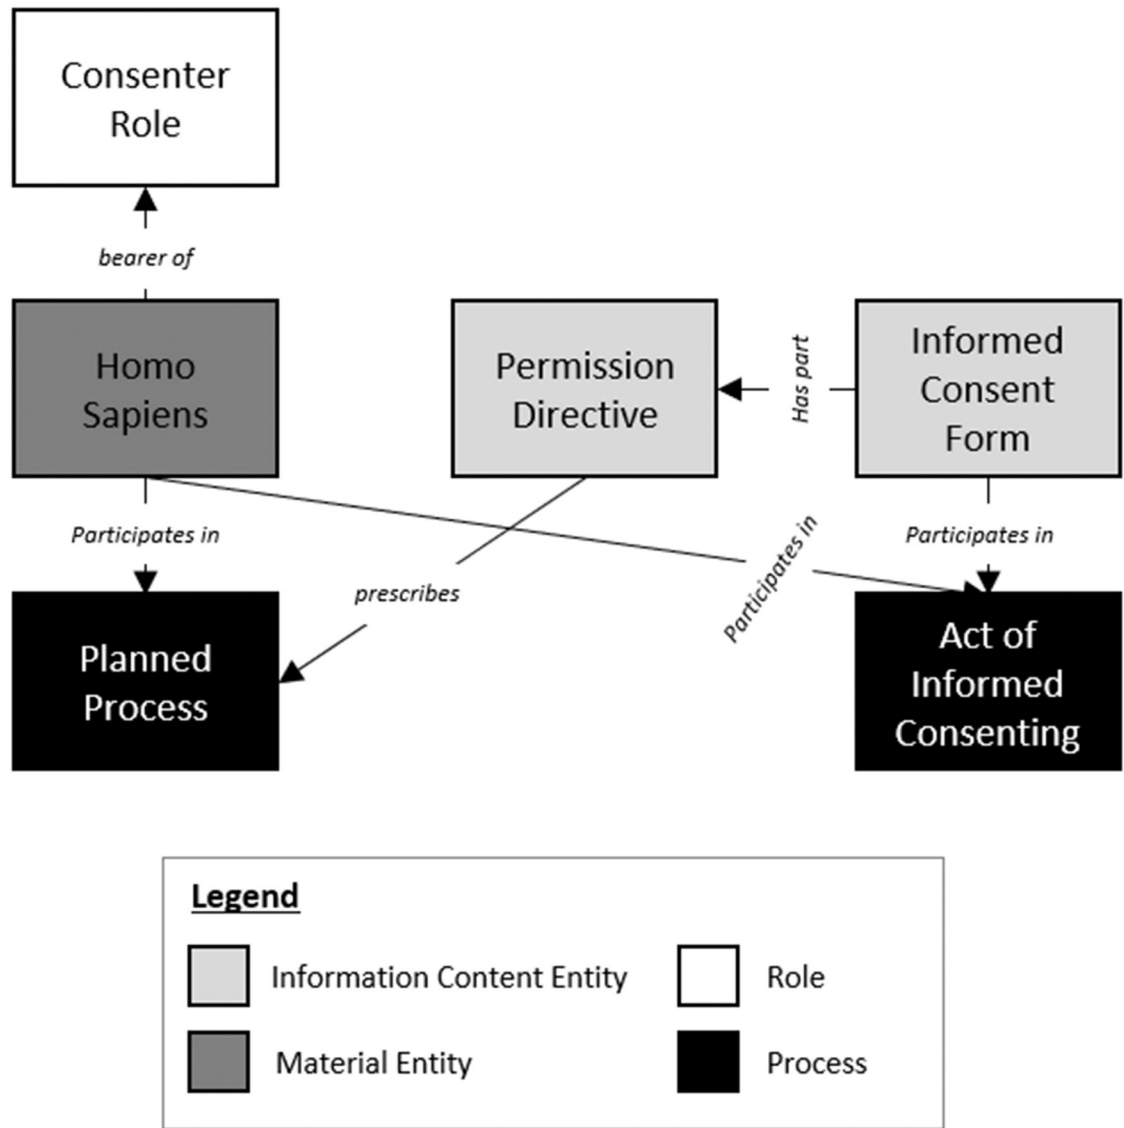 Consenter
Role
bearer of
Homo
Sapiens
Permission
Directive
Has part
Informed
Consent
Form
Participates in
prescribes
Participates in
Participates in
Planned
Process
Act of
Informed
Consenting
Legend
Information Content Entity
Role
Material Entity
Process